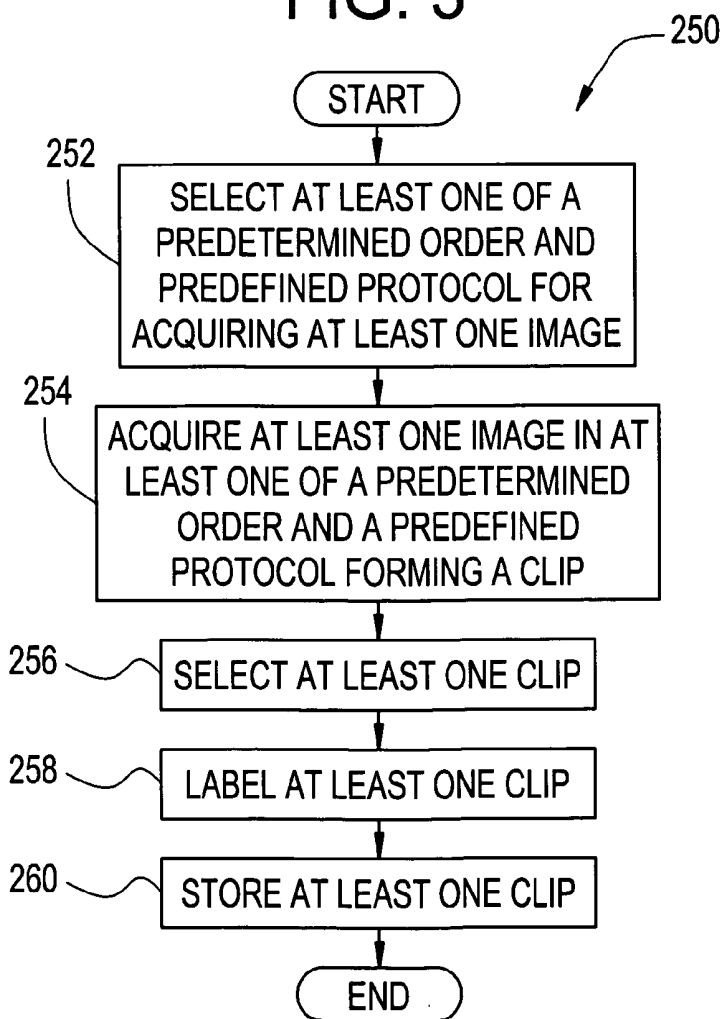 250
START
252
SELECT AT LEAST ONE OF A
PREDETERMINED ORDER AND
PREDEFINED PROTOCOL FOR
ACQUIRING AT LEAST ONE IMAGE
254
ACQUIRE AT LEAST ONE IMAGE IN AT
LEAST ONE OF A PREDETERMINED
ORDER AND A PREDEFINED
PROTOCOL FORMING A CLIP
256
SELECT AT LEAST ONE CLIP
258
LABEL AT LEAST ONE CLIP
260
STORE AT LEAST ONE CLIP
END